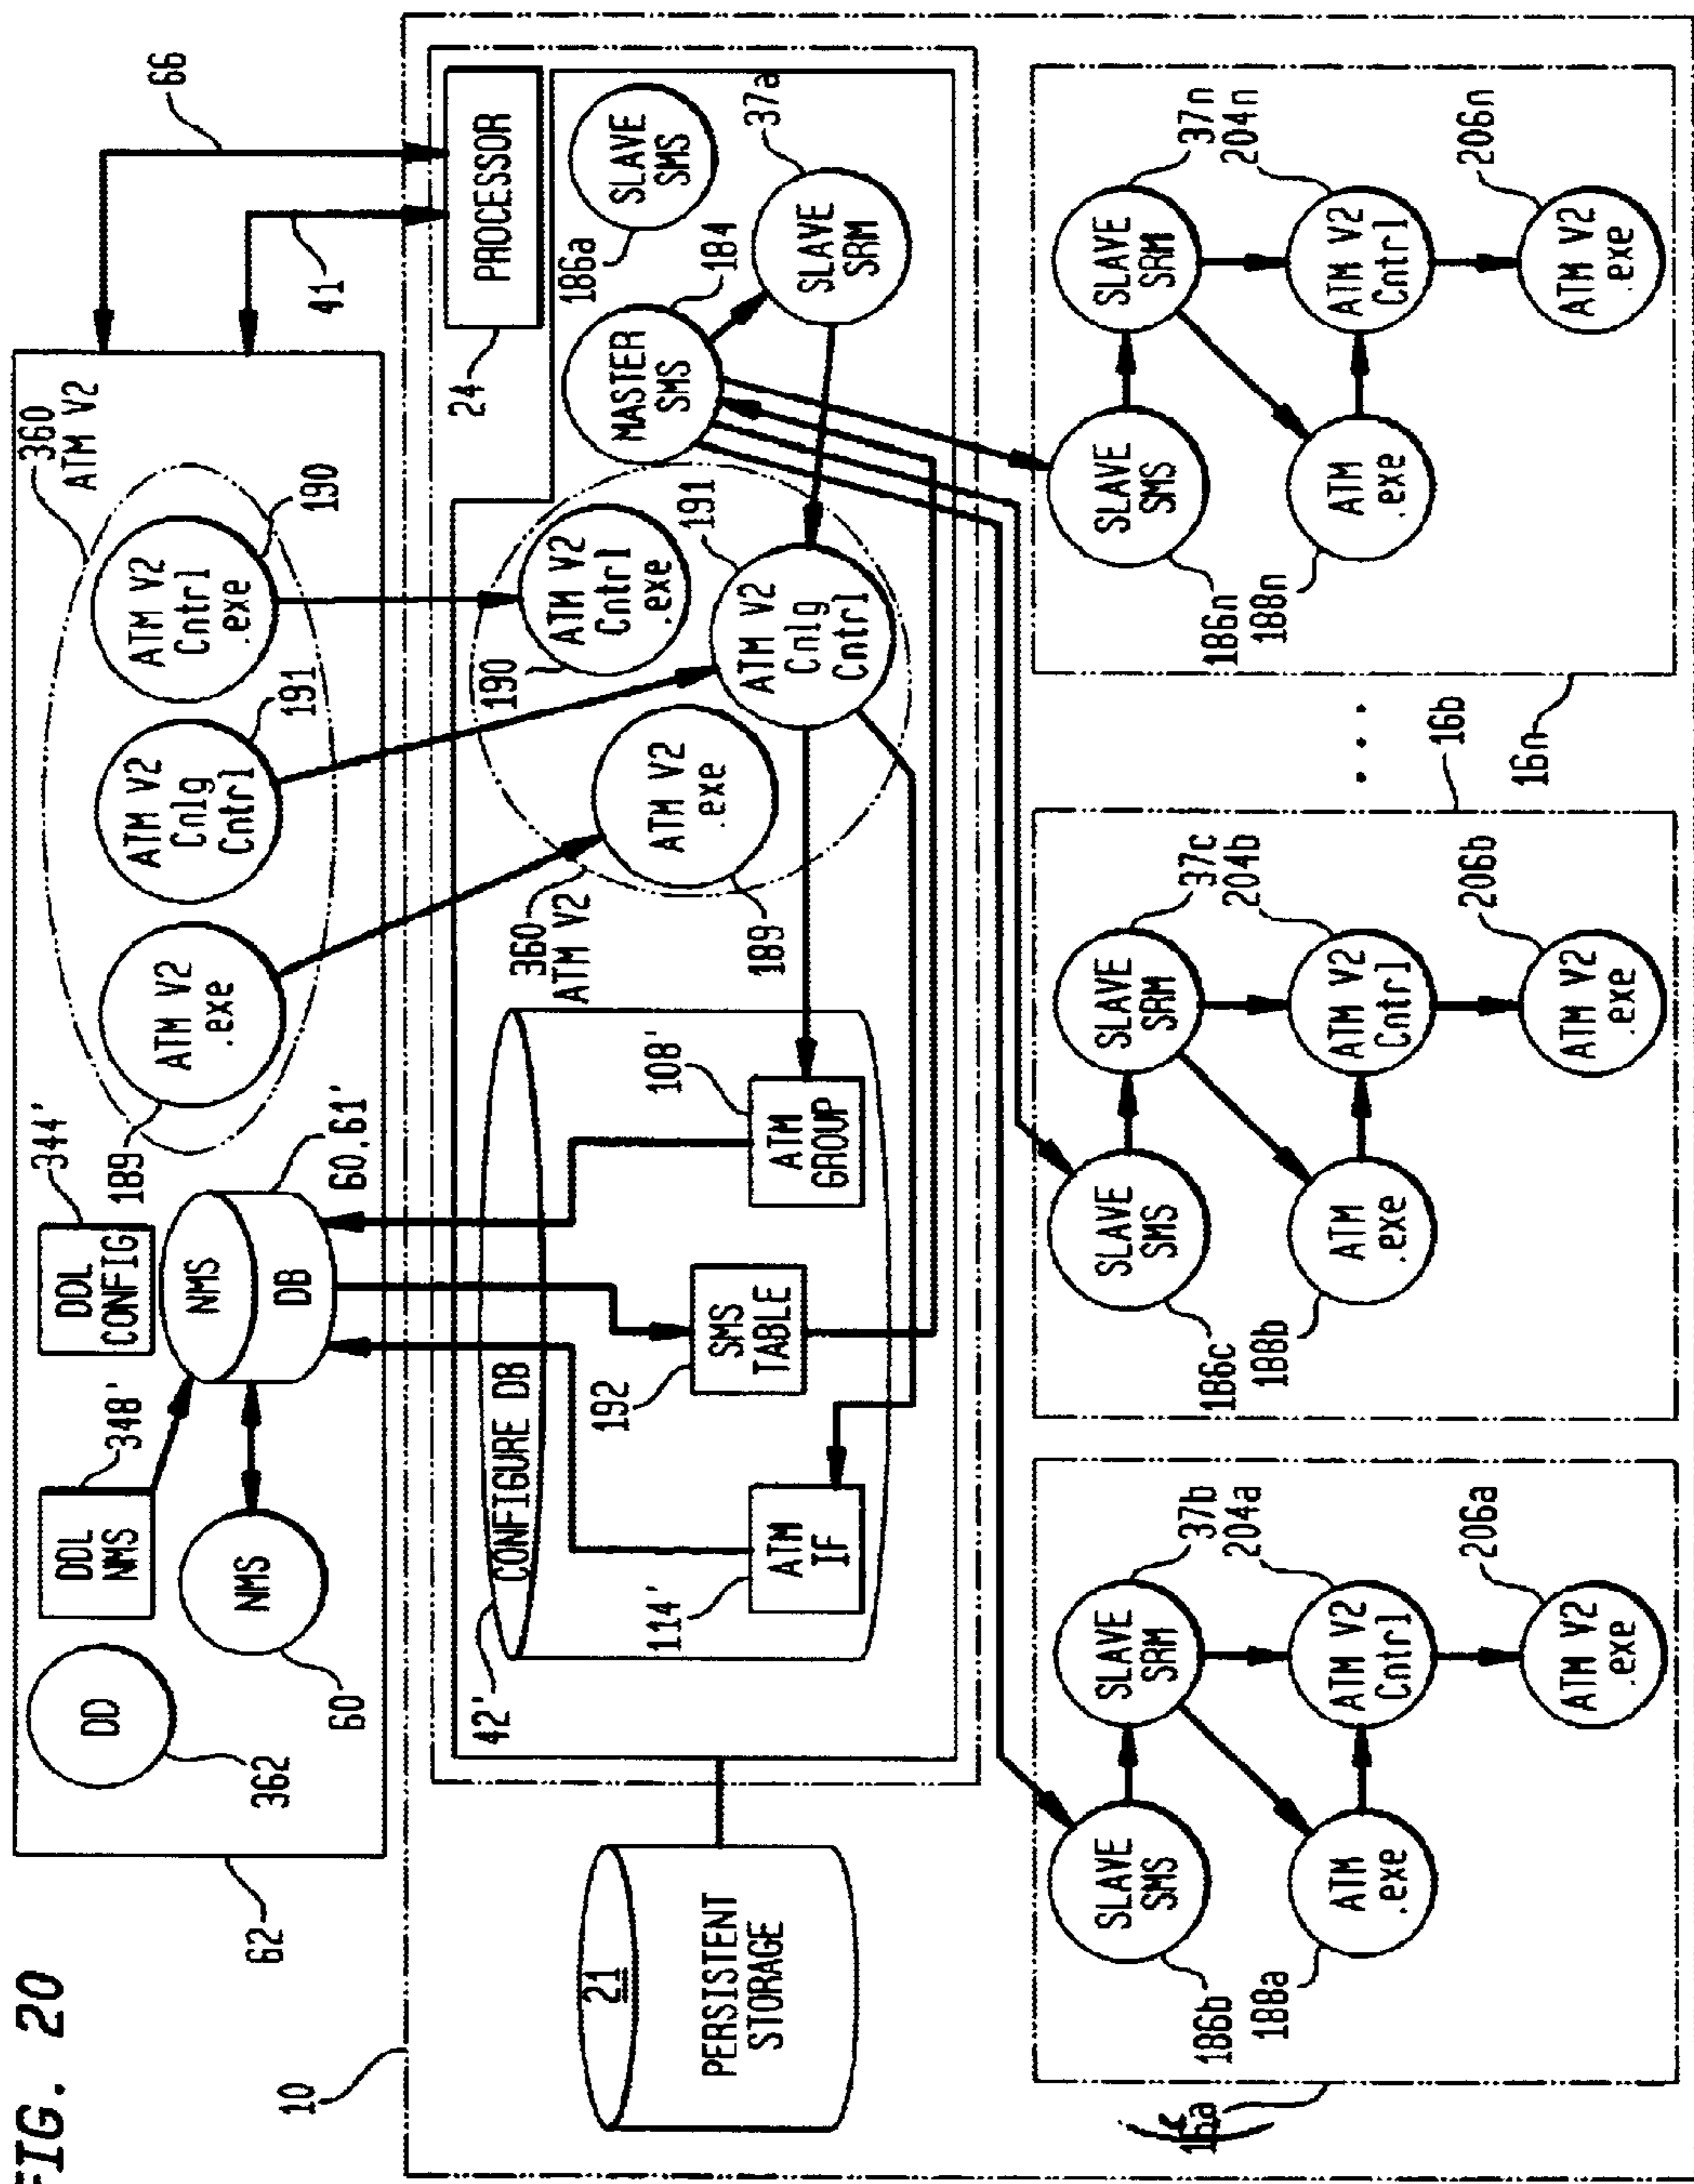 FIG. 20
62
DD
362
DDL
NMS
348'
NMS
60
DDL
CONFIG
344'
NMS
DB
60.61'
189
ATM V2
.exe
ATM V2
Cnlg
Cntrl
191
ATM V2
Cntrl
.exe
190
360
ATM V2
41
66
10
21
PERSISTENT
STORAGE
42'
CONFIGURE DB
114'
ATM
IF
192
SMS
TABLE
108'
ATM
GROUP
360
ATM V2
189
ATM V2
.exe
190
ATM V2
Cntrl
.exe
191
ATM V2
Cnlg
Cntrl
24
PROCESSOR
MASTER
SMS
184
186a
SLAVE
SMS
SLAVE
SRM
37a
16a
186b
SLAVE
SMS
SLAVE
SRM
37b
204a
188a
ATM
.exe
ATM V2
Cntrl
206a
ATM V2
.exe
16b
186c
SLAVE
SMS
SLAVE
SRM
37c
204b
188b
ATM
.exe
ATM V2
Cntrl
206b
ATM V2
.exe
. . .
16n
186n
SLAVE
SMS
SLAVE
SRM
37n
204n
188n
ATM
.exe
ATM V2
Cntrl
206n
ATM V2
.exe